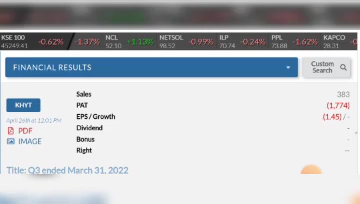 KSE 100 NCL NETSOL ILP PPL KAPCO
45249.41 -0.62% -1.37% 52.50 +1.13% 98.52 -0.99% 70.74 -0.24% 73.88 -1.62% 28.31
FINANCIAL RESULTS
Custom Search
KHYT
April 26th at 12:01 PM
PDF
IMAGE
Sales 383
PAT (1,774)
EPS / Growth (1.45) / -
Dividend -
Bonus -
Right --
Title: Q3 ended March 31, 2022